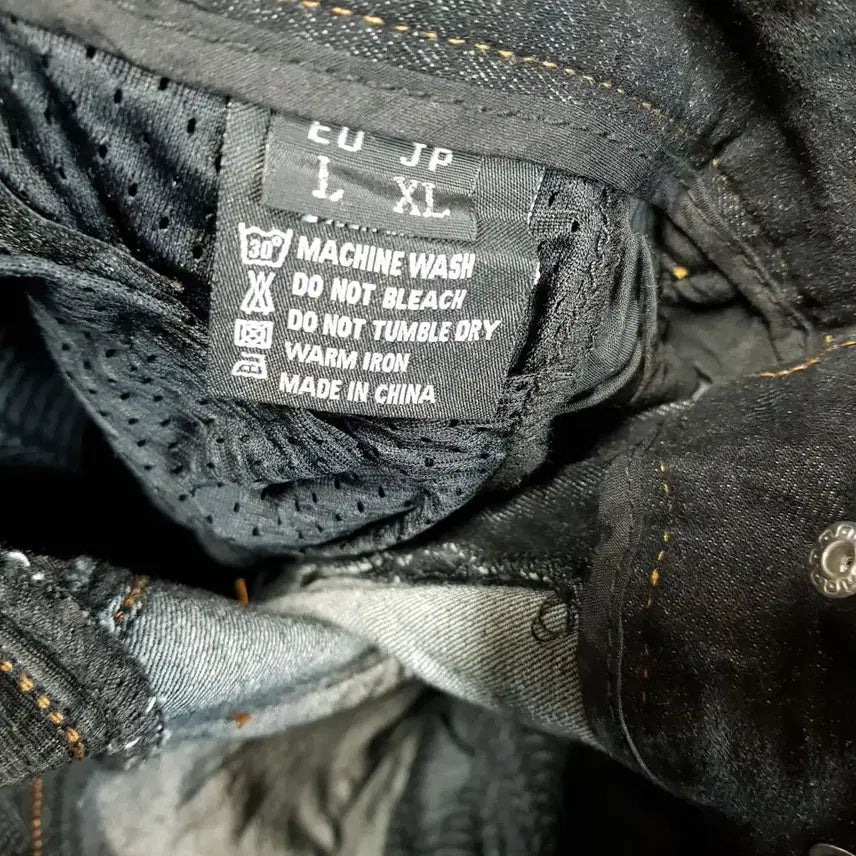 EU JP
L XL
30° MACHINE WASH
DO NOT BLEACH
DO NOT TUMBLE DRY
WARM IRON
MADE IN CHINA